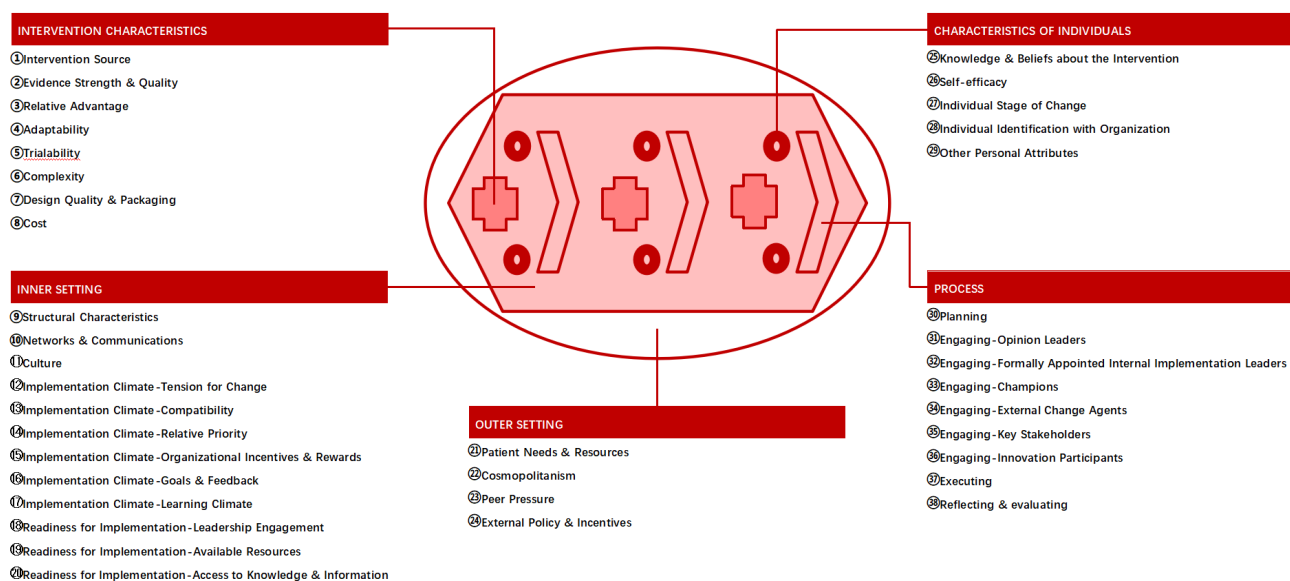 INTERVENTION CHARACTERISTICS
①Intervention Source
②Evidence Strength & Quality
③Relative Advantage
④Adaptability
⑤Trialability
⑥Complexity
⑦Design Quality & Packaging
⑧Cost
INNER SETTING
⑨Structural Characteristics
⑩Networks & Communications
⑪Culture
⑫Implementation Climate-Tension for Change
⑬Implementation Climate-Compatibility
⑭Implementation Climate-Relative Priority
⑮Implementation Climate-Organizational Incentives & Rewards
⑯Implementation Climate-Goals & Feedback
⑰Implementation Climate-Learning Climate
⑱Readiness for Implementation-Leadership Engagement
⑲Readiness for Implementation-Available Resources
⑳Readiness for Implementation-Access to Knowledge & Information
OUTER SETTING
㉑Patient Needs & Resources
㉒Cosmopolitanism
㉓Peer Pressure
㉔External Policy & Incentives
CHARACTERISTICS OF INDIVIDUALS
㉕Knowledge & Beliefs about the Intervention
㉖Self-efficacy
㉗Individual Stage of Change
㉘Individual Identification with Organization
㉙Other Personal Attributes
PROCESS
㉚Planning
㉛Engaging-Opinion Leaders
㉜Engaging-Formally Appointed Internal Implementation Leaders
㉝Engaging-Champions
㉞Engaging-External Change Agents
㉟Engaging-Key Stakeholders
㊱Engaging-Innovation Participants
㊲Executing
㊳Reflecting & evaluating